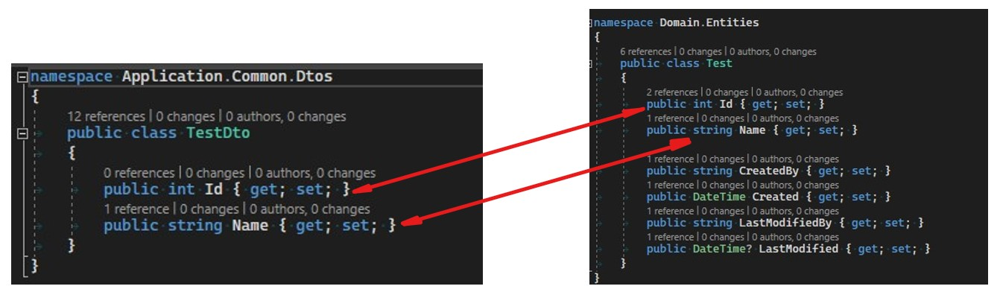 namespace Application.Common.Dtos
{
12 references | 0 changes | 0 authors, 0 changes
public class TestDto
{
0 references | 0 changes | 0 authors, 0 changes
public int Id { get; set; }
1 reference | 0 changes | 0 authors, 0 changes
public string Name { get; set; }
}
}
namespace Domain.Entities
{
6 references | 0 changes | 0 authors, 0 changes
public class Test
{
2 references | 0 changes | 0 authors, 0 changes
public int Id { get; set; }
1 reference | 0 changes | 0 authors, 0 changes
public string Name { get; set; }
1 reference | 0 changes | 0 authors, 0 changes
public string CreatedBy { get; set; }
1 reference | 0 changes | 0 authors, 0 changes
public DateTime Created { get; set; }
1 reference | 0 changes | 0 authors, 0 changes
public string LastModifiedBy { get; set; }
1 reference | 0 changes | 0 authors, 0 changes
public DateTime? LastModified { get; set; }
}
}